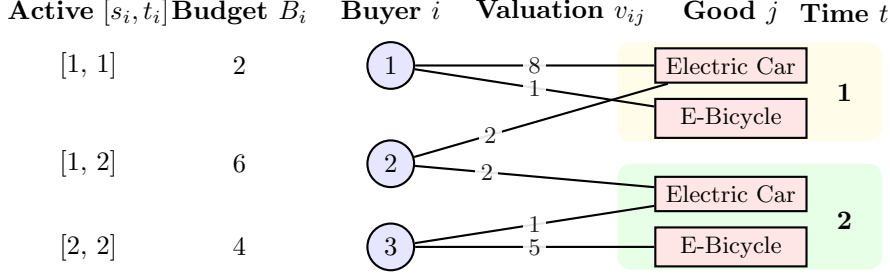 Active [s_i, t_i] Budget B_i Buyer i Valuation v_ij Good j Time t
[1, 1] 2 1 8 Electric Car
1 E-Bicycle 1
[1, 2] 6 2 2
2 Electric Car
1 2
[2, 2] 4 3 5 E-Bicycle